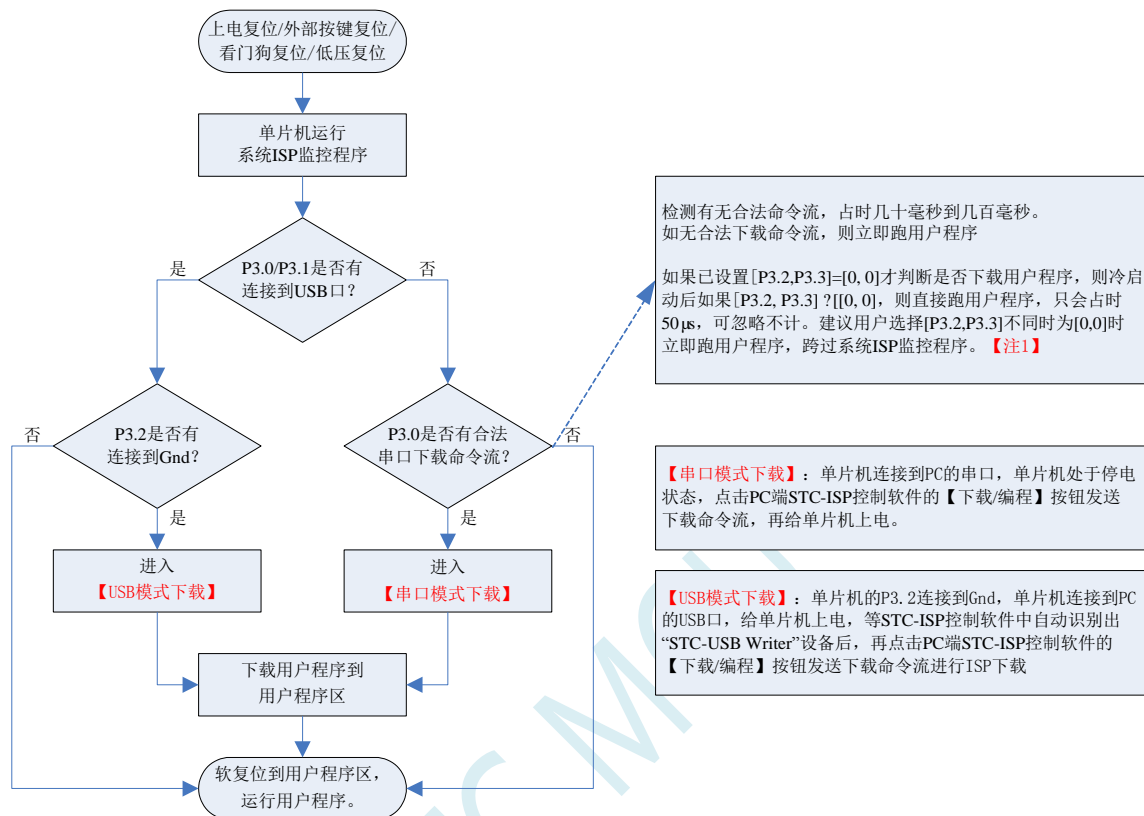 上电复位/外部按键复位/
看门狗复位/低压复位
单片机运行
系统ISP监控程序
P3.0/P3.1是否有
连接到USB口?
是
否
P3.2是否有
连接到Gnd?
否
是
P3.0是否有合法
串口下载命令流?
否
是
进入
【USB模式下载】
进入
【串口模式下载】
下载用户程序到
用户程序区
软复位到用户程序区,
运行用户程序。
检测有无合法命令流，占时几十毫秒到几百毫秒。
如无合法下载命令流，则立即跑用户程序
如果已设置[P3.2,P3.3]=[0, 0]才判断是否下载用户程序，则冷启
动后如果[P3.2, P3.3] ?[[0, 0]，则直接跑用户程序，只会占时
50μs，可忽略不计。建议用户选择[P3.2,P3.3]不同时为[0,0]时
立即跑用户程序，跨过系统ISP监控程序。【注1】
【串口模式下载】：单片机连接到PC的串口，单片机处于停电
状态，点击PC端STC-ISP控制软件的【下载/编程】按钮发送
下载命令流，再给单片机上电。
【USB模式下载】：单片机的P3.2连接到Gnd，单片机连接到PC
的USB口，给单片机上电，等STC-ISP控制软件中自动识别出
“STC-USB Writer”设备后，再点击PC端STC-ISP控制软件的
【下载/编程】按钮发送下载命令流进行ISP下载